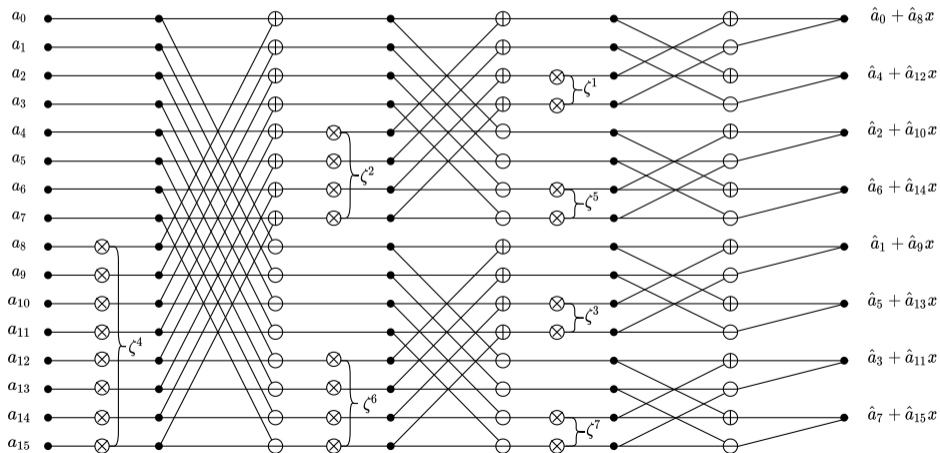 a₀ â₀ + â₈x
a₁
a₂ ζ¹ â₄ + â₁₂x
a₃
a₄ â₂ + â₁₀x
a₅ ζ²
a₆ ζ⁵ â₆ + â₁₄x
a₇
a₈ â₁ + â₉x
a₉
a₁₀ ζ³ â₅ + â₁₃x
a₁₁ ζ⁴
a₁₂ â₃ + â₁₁x
a₁₃ ζ⁶
a₁₄ ζ⁷ â₇ + â₁₅x
a₁₅